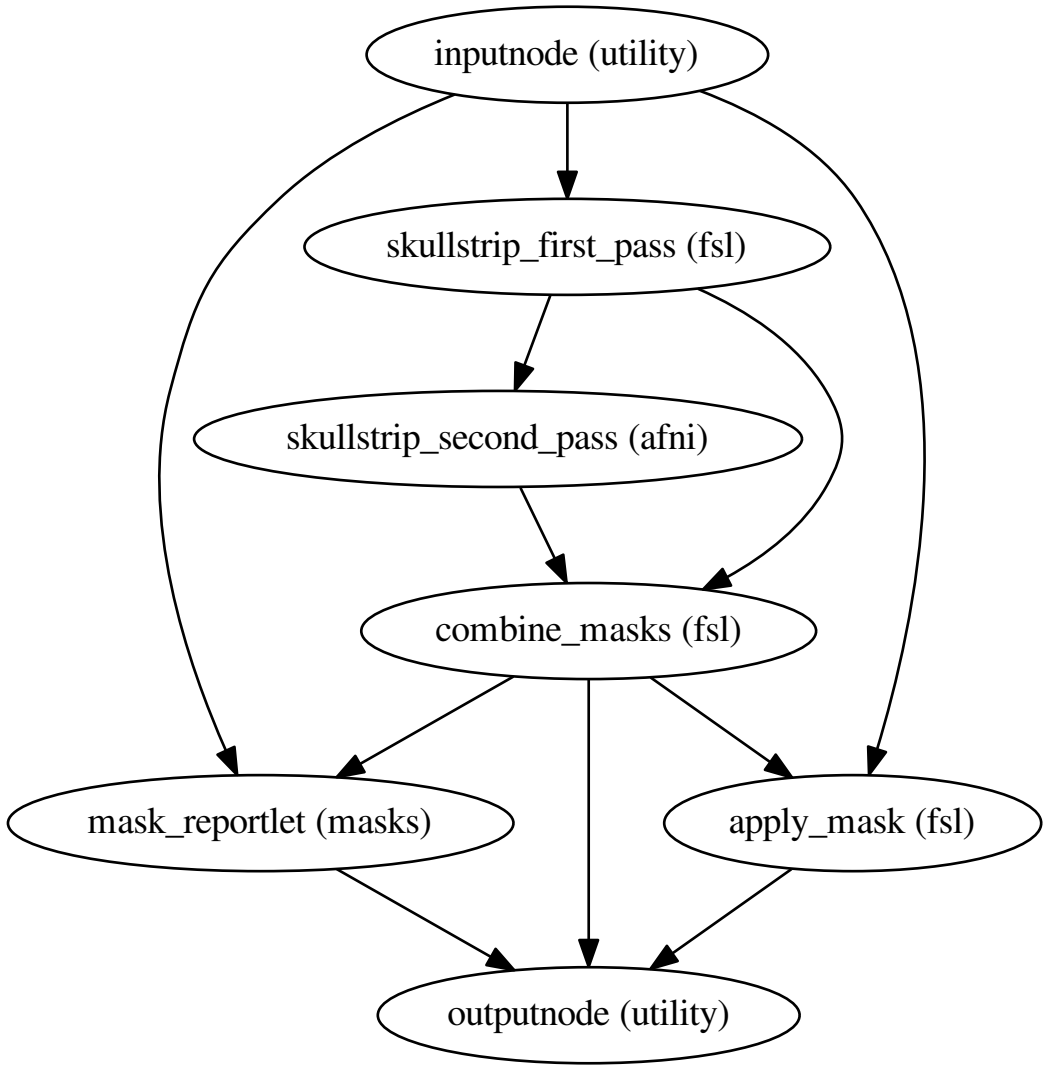 inputnode (utility)
skullstrip_first_pass (fsl)
skullstrip_second_pass (afni)
combine_masks (fsl)
mask_reportlet (masks)
apply_mask (fsl)
outputnode (utility)